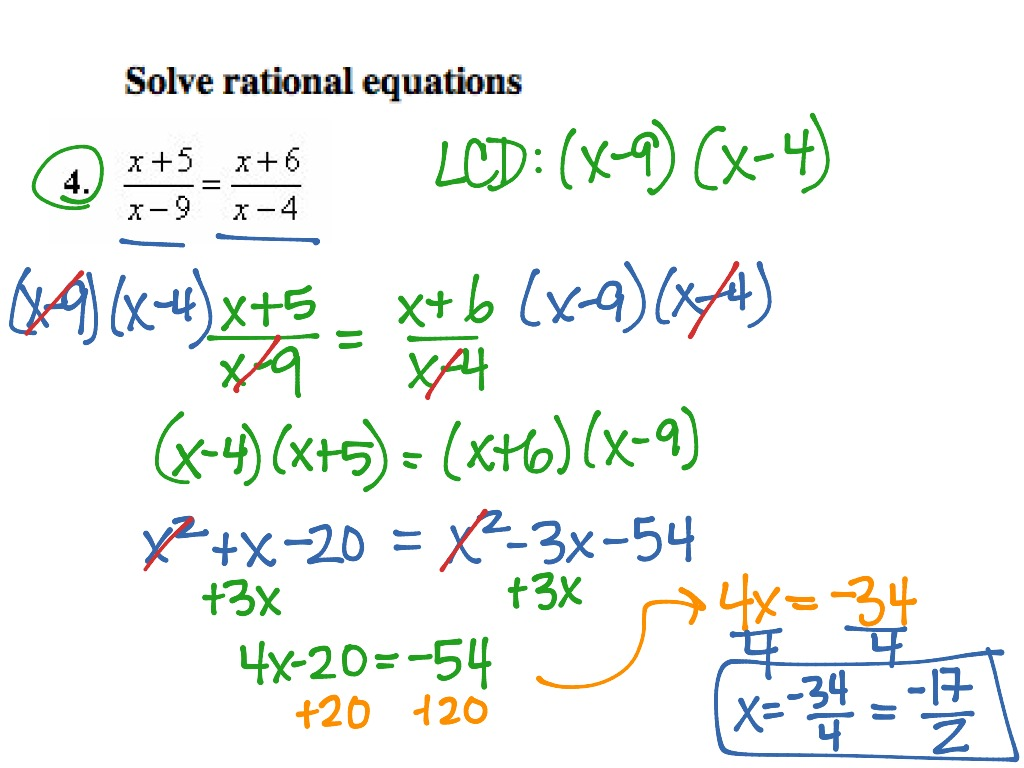 Solve rational equations
4. x + 5 / x − 9 = x + 6 / x − 4
LCD: (x-9) (x-4)
(x-9)(x-4) x+5 / x-9 = x+6 / x-4 (x-9)(x-4)
(x-4)(x+5) = (x+6)(x-9)
x² +x -20 = x² -3x -54
+3x +3x
4x-20 = -54
+20 +20
4x = -34
4 4
x = -34/4 = -17/2